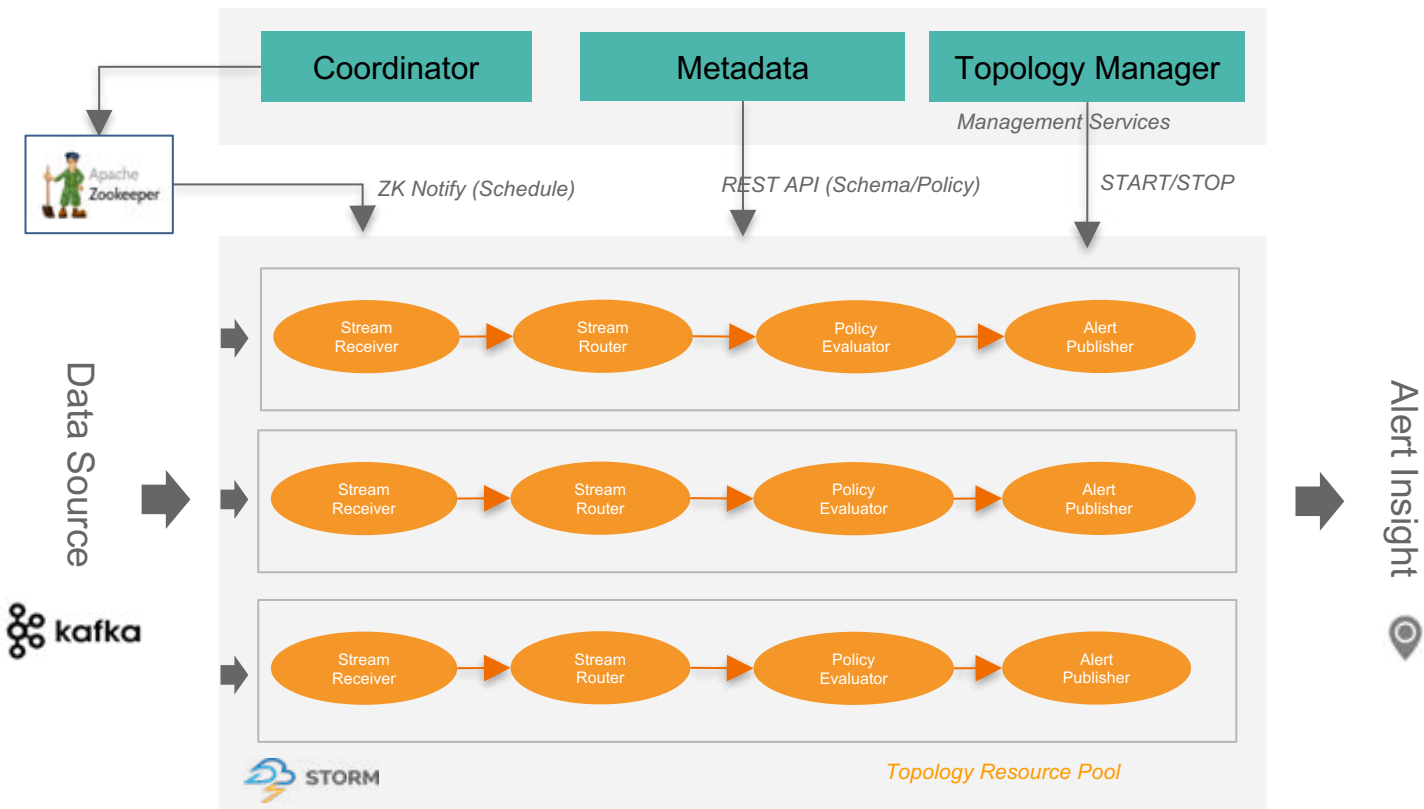 Coordinator
Metadata
Topology Manager
Management Services
Apache
Zookeeper
ZK Notify (Schedule)
REST API (Schema/Policy)
START/STOP
Stream
Receiver
Stream
Router
Policy
Evaluator
Alert
Publisher
Data Source
Stream
Receiver
Stream
Router
Policy
Evaluator
Alert
Publisher
Alert Insight
kafka
Stream
Receiver
Stream
Router
Policy
Evaluator
Alert
Publisher
STORM
Topology Resource Pool